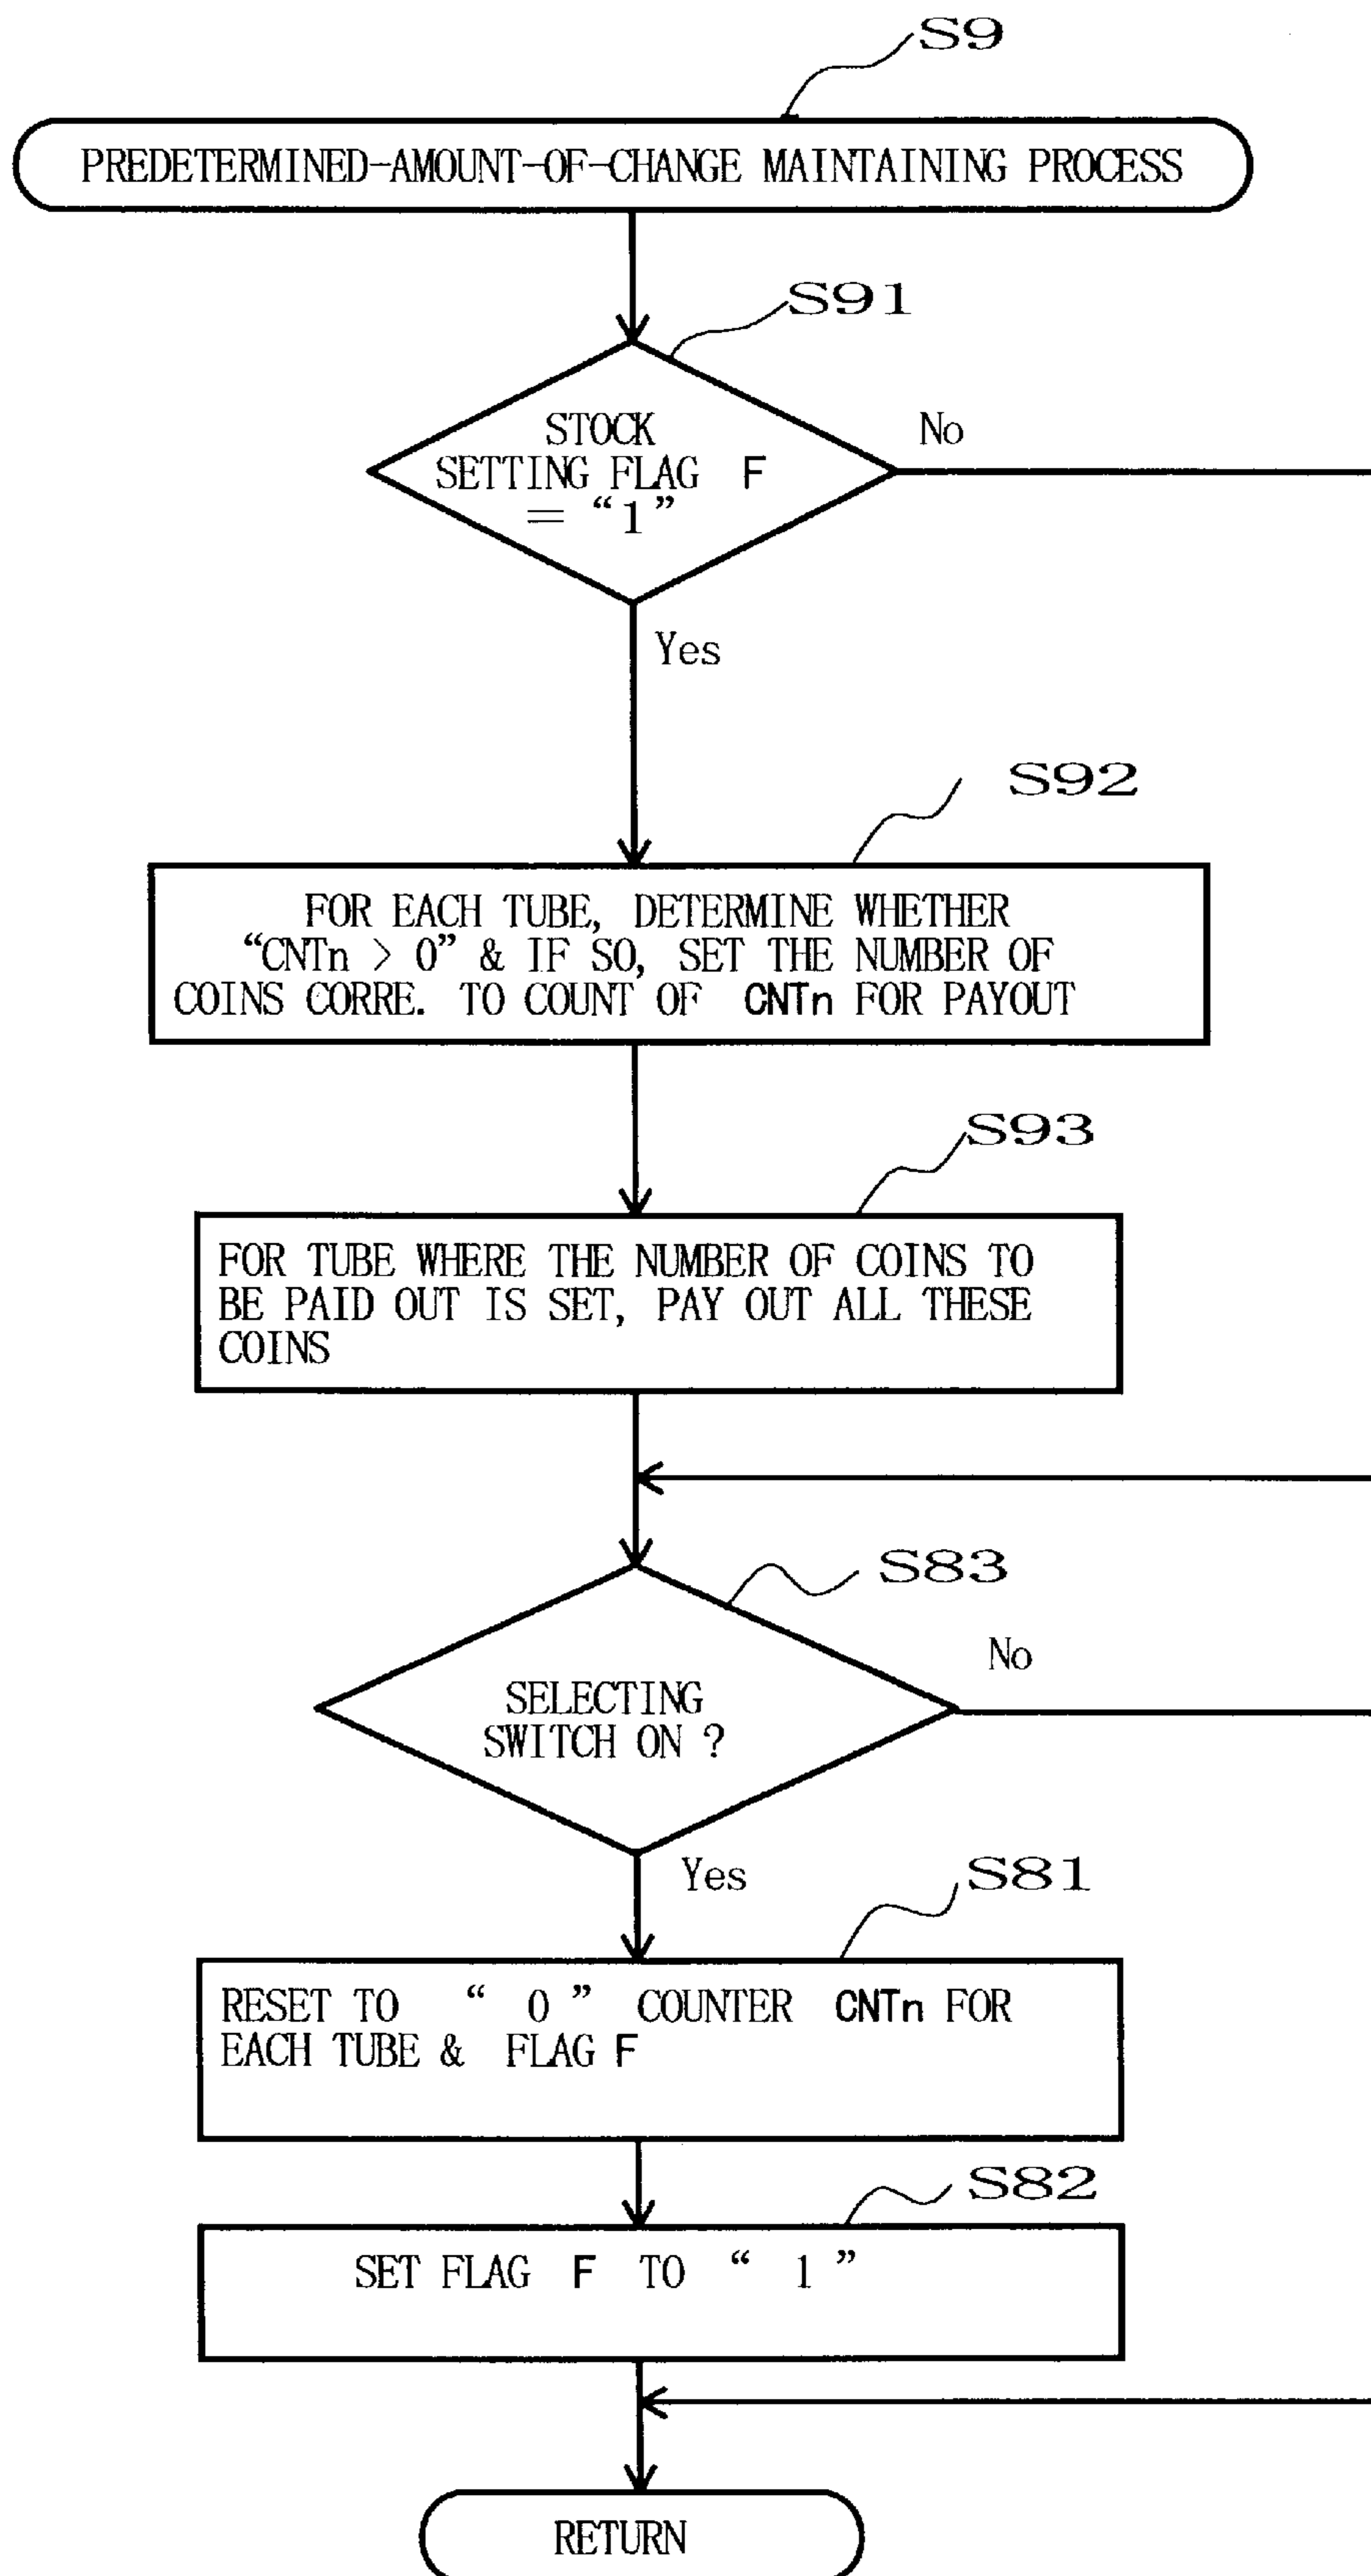 S9
PREDETERMINED-AMOUNT-OF-CHANGE MAINTAINING PROCESS
S91
STOCK
SETTING FLAG F
= “1”
No
Yes
S92
FOR EACH TUBE, DETERMINE WHETHER
“CNTn > 0” & IF SO, SET THE NUMBER OF
COINS CORRE. TO COUNT OF CNTn FOR PAYOUT
S93
FOR TUBE WHERE THE NUMBER OF COINS TO
BE PAID OUT IS SET, PAY OUT ALL THESE
COINS
S83
No
SELECTING
SWITCH ON ?
Yes
S81
RESET TO “ 0 ” COUNTER CNTn FOR
EACH TUBE & FLAG F
S82
SET FLAG F TO “ 1 ”
RETURN